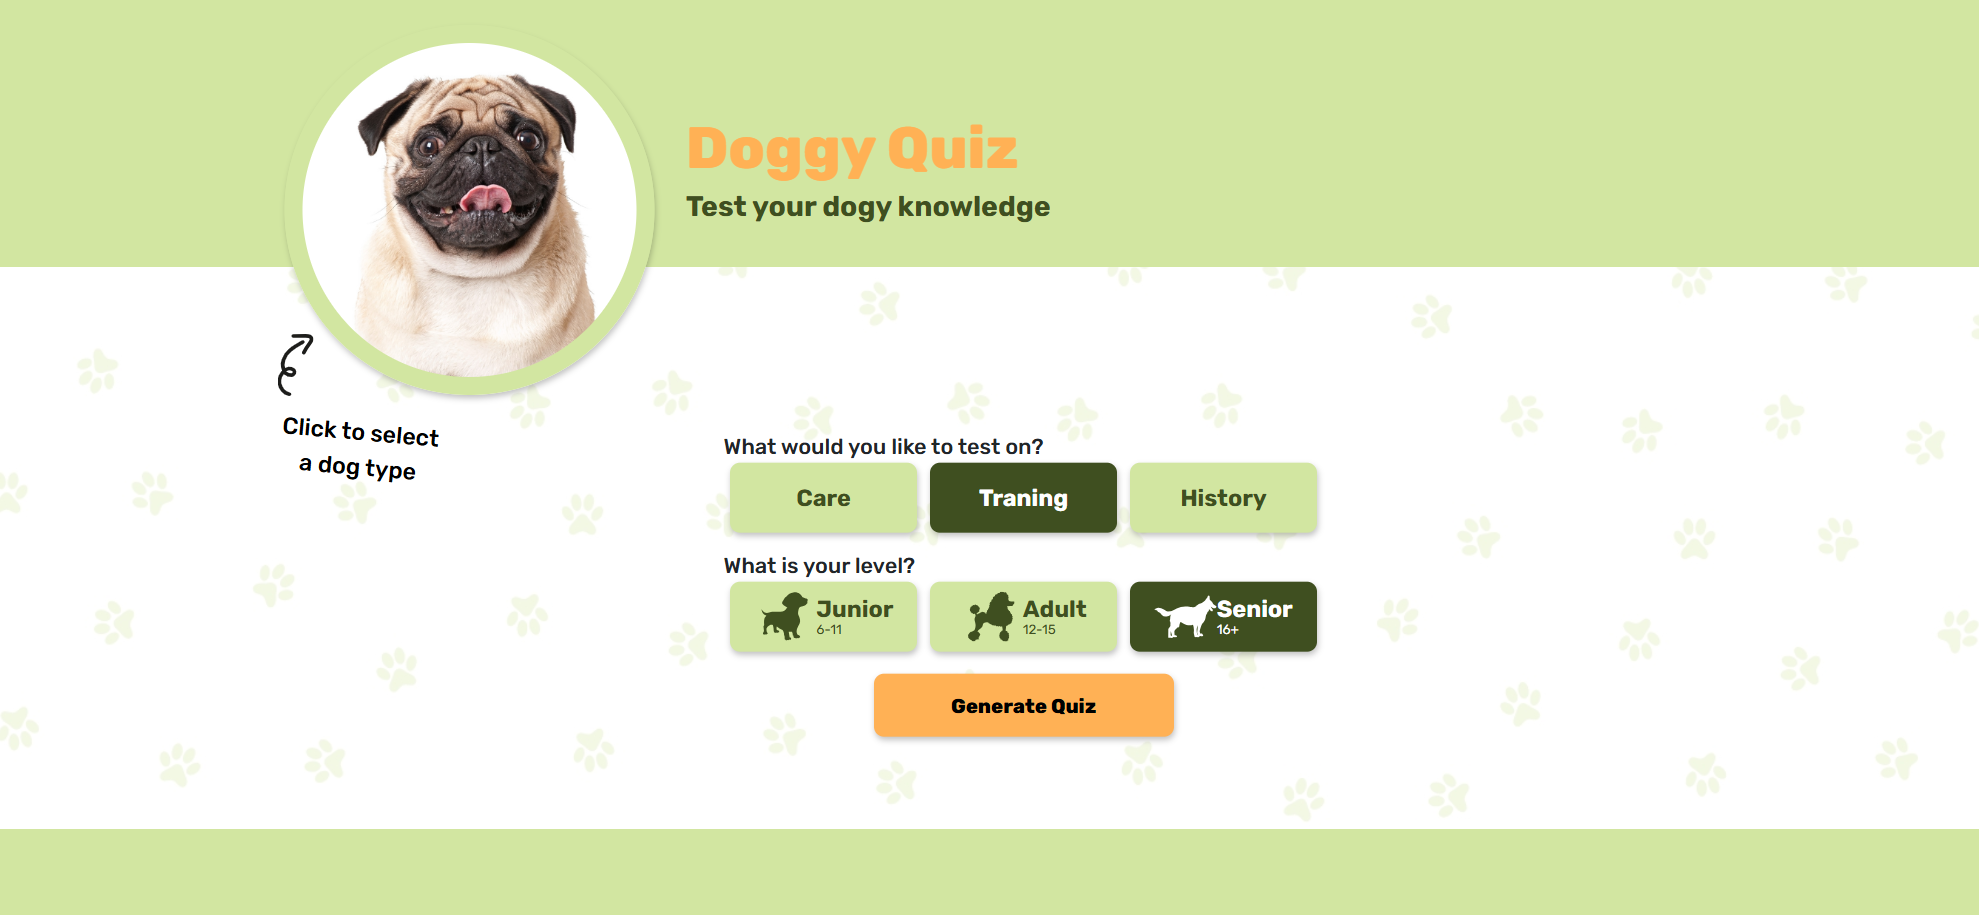 Doggy Quiz
Test your dogy knowledge
Click to select
a dog type
What would you like to test on?
Care
Traning
History
What is your level?
Junior
6-11
Adult
12-15
Senior
16+
Generate Quiz